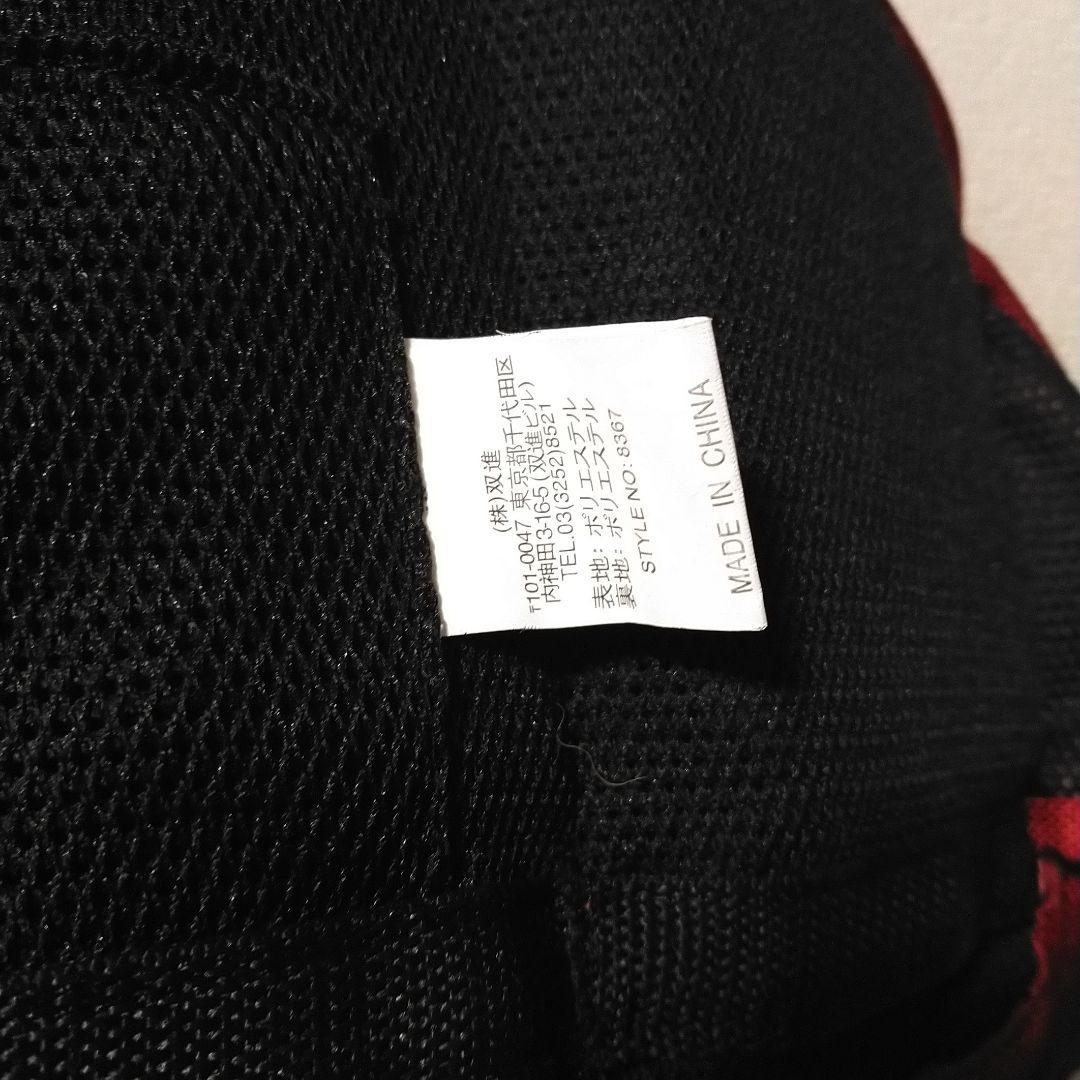 (株)双進
〒101-0047 東京都千代田区
内神田3-16-5 (双進ビル)
TEL.03(3252)8521
表地: ポリエステル
裏地: ポリエステル
STYLE NO: 8367
MADE IN CHINA